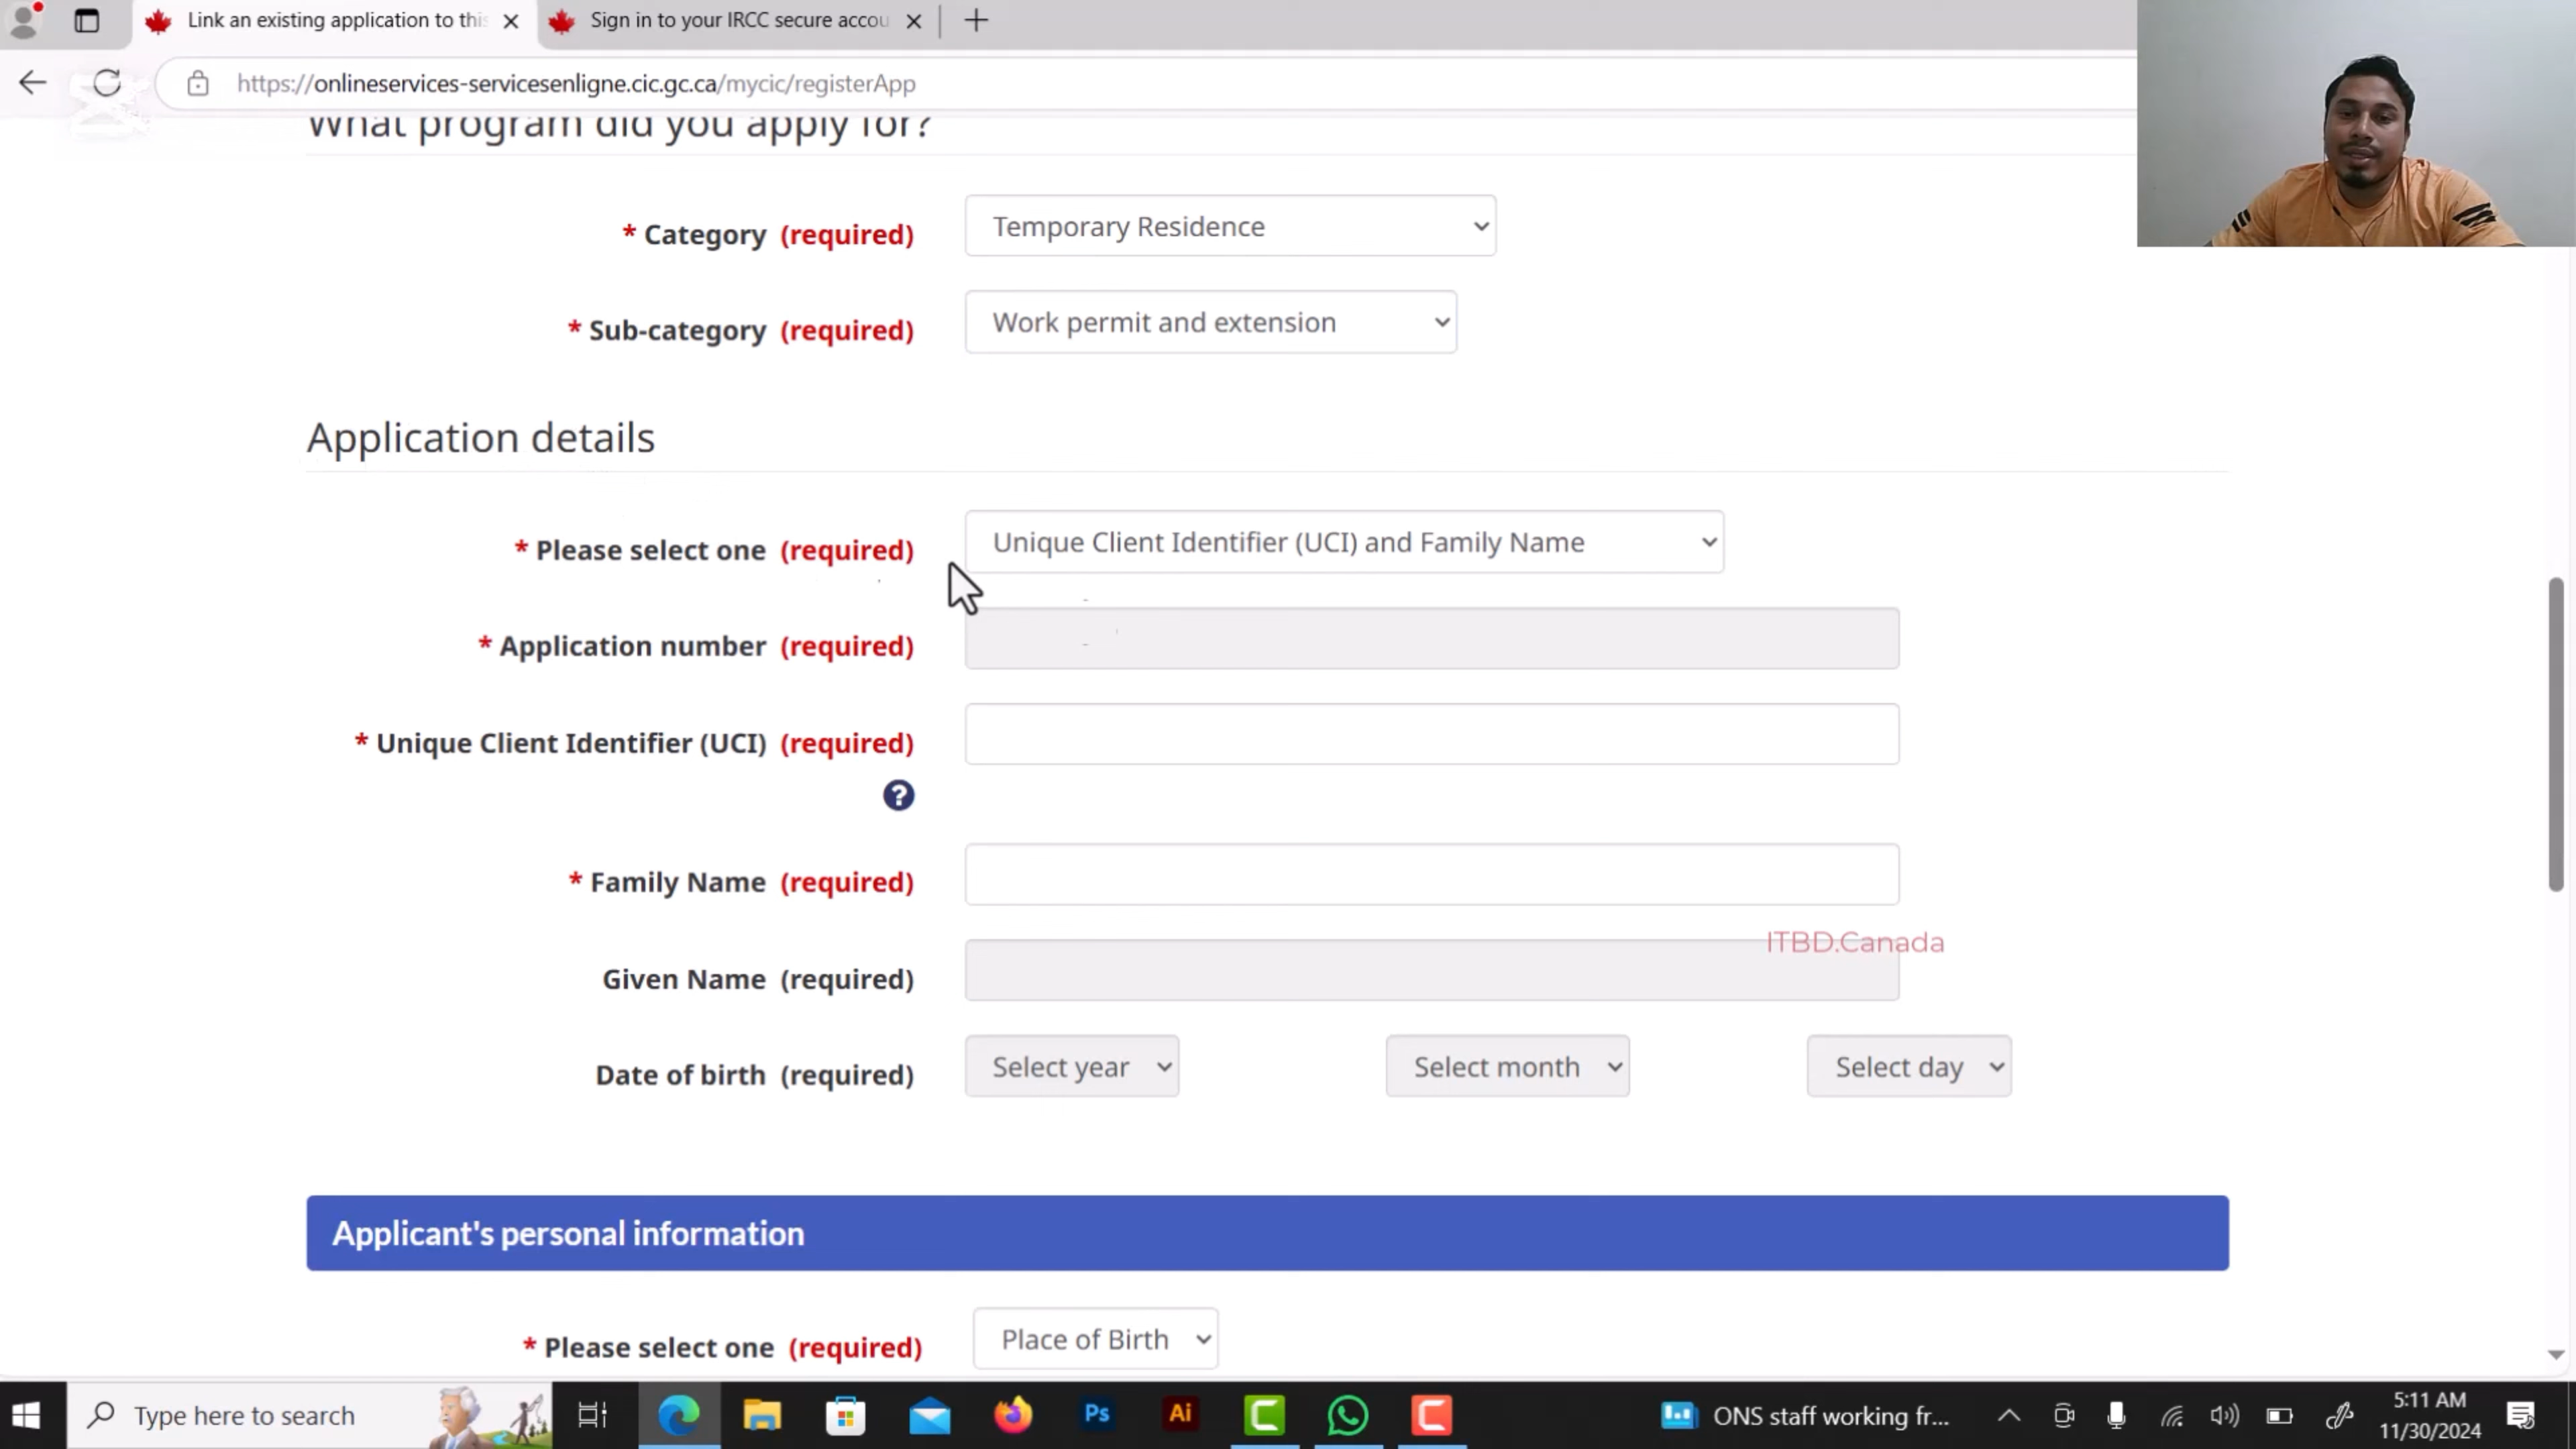 Link an existing application to this
Sign in to your IRCC secure accou
https://onlineservices-servicesenligne.cic.gc.ca/mycic/registerApp
What program did you apply for?
* Category (required)
Temporary Residence
* Sub-category (required)
Work permit and extension
Application details
* Please select one (required)
Unique Client Identifier (UCI) and Family Name
* Application number (required)
* Unique Client Identifier (UCI) (required)
?
* Family Name (required)
ITBD.Canada
Given Name (required)
Date of birth (required)
Select year
Select month
Select day
Applicant's personal information
* Please select one (required)
Place of Birth
Type here to search
Ps
Ai
ONS staff working fr...
5:11 AM
11/30/2024